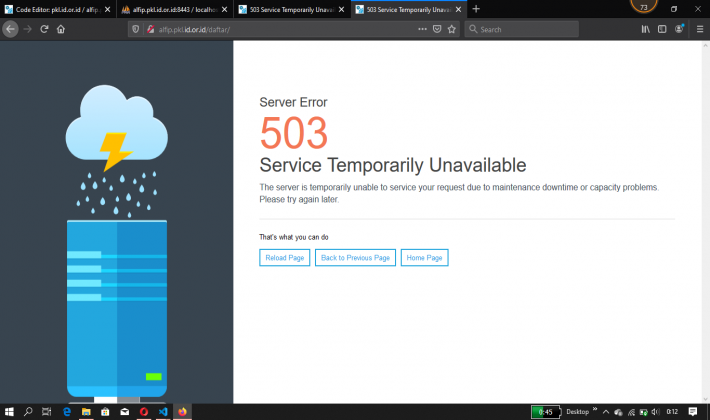 Code Editor: pkl.id.or.id / alfip.p
alfip.pkl.id.or.id:8443 / localhos
503 Service Temporarily Unavaila
503 Service Temporarily Unavail
73
alfip.pkl.id.or.id/daftar/
Search
Server Error
503
Service Temporarily Unavailable
The server is temporarily unable to service your request due to maintenance downtime or capacity problems.
Please try again later.
That's what you can do
Reload Page
Back to Previous Page
Home Page
0:45
Desktop
0:12